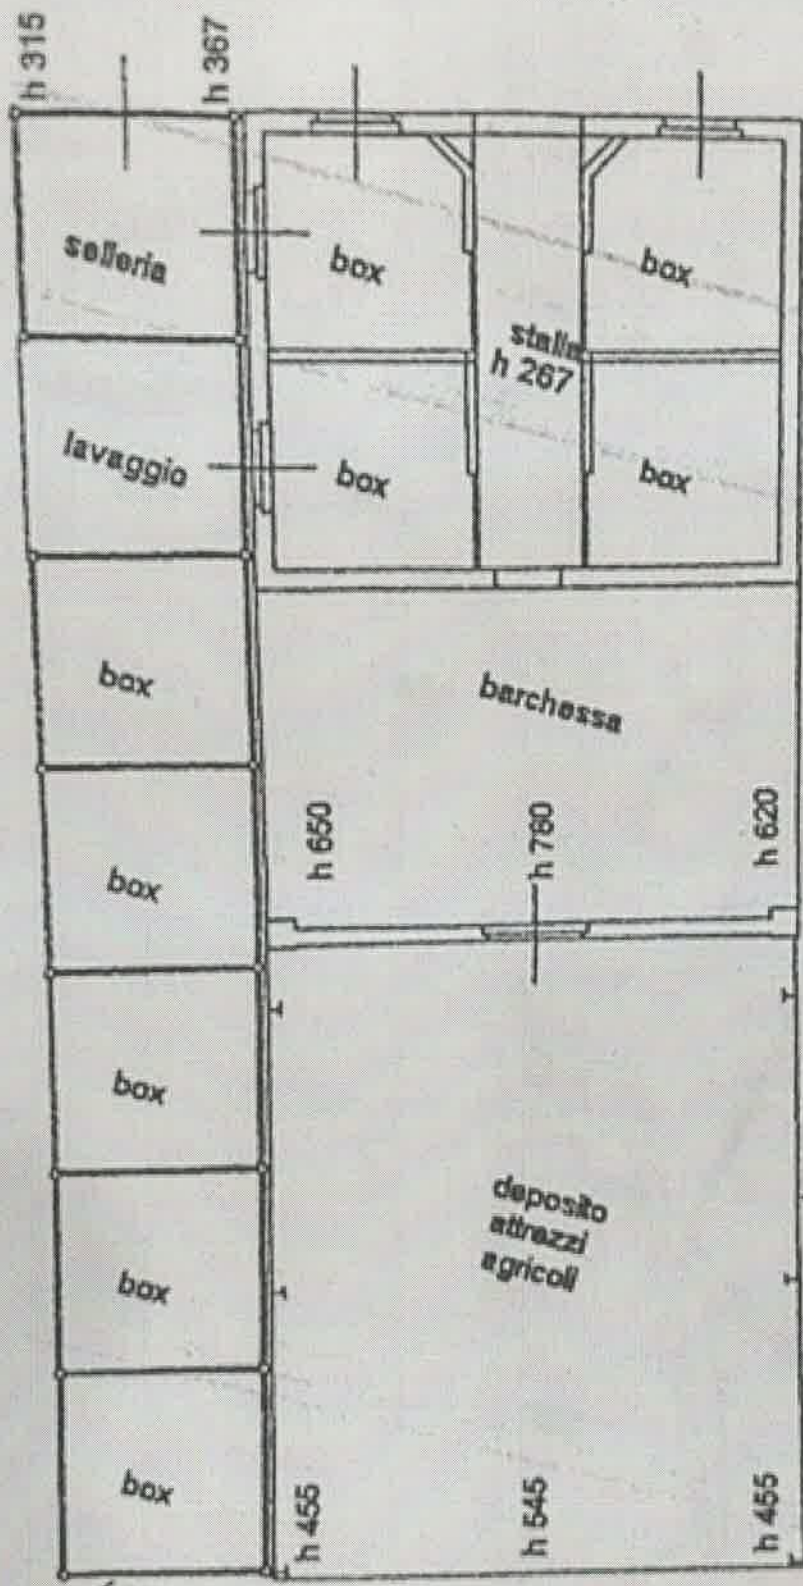 h 315
h 367
selleria
box
box
stalla
h 267
lavaggio
box
box
box
barchessa
box
h 650
h 780
h 620
box
deposito
attrezzi
agricoli
box
box
h 455
h 545
h 455